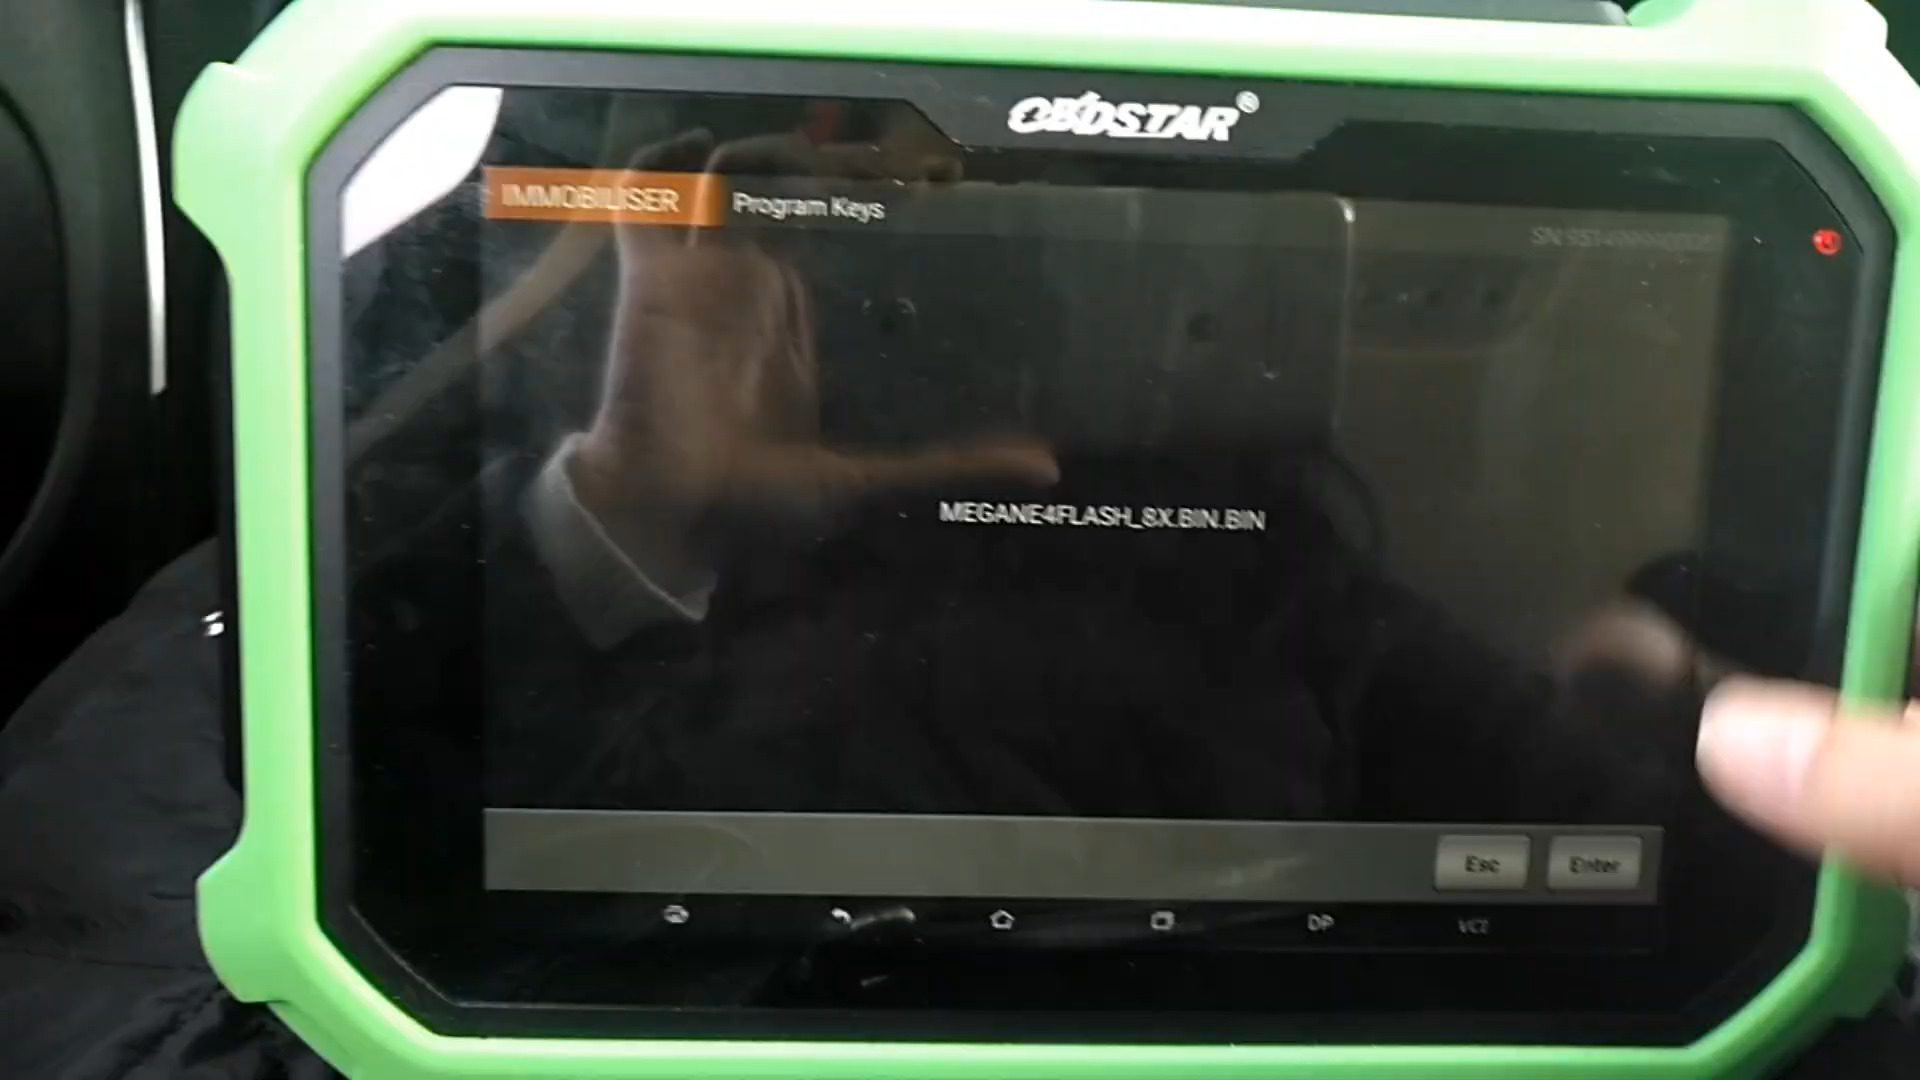 OBDSTAR®
IMMOBILISER
Program Keys
MEGANE4FLASH_8X.BIN.BIN
Esc
Enter
DP
VCI